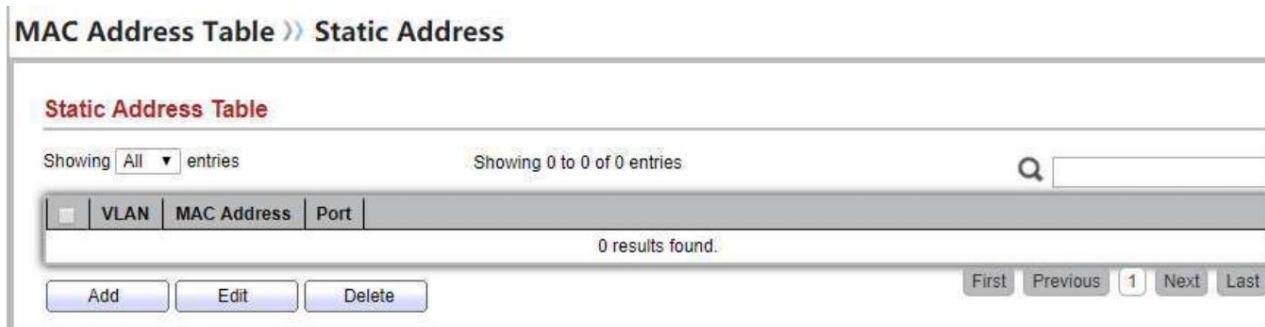 MAC Address Table » Static Address
Static Address Table
Showing All ▼ entries Showing 0 to 0 of 0 entries
VLAN MAC Address Port
0 results found.
Add Edit Delete First Previous 1 Next Last